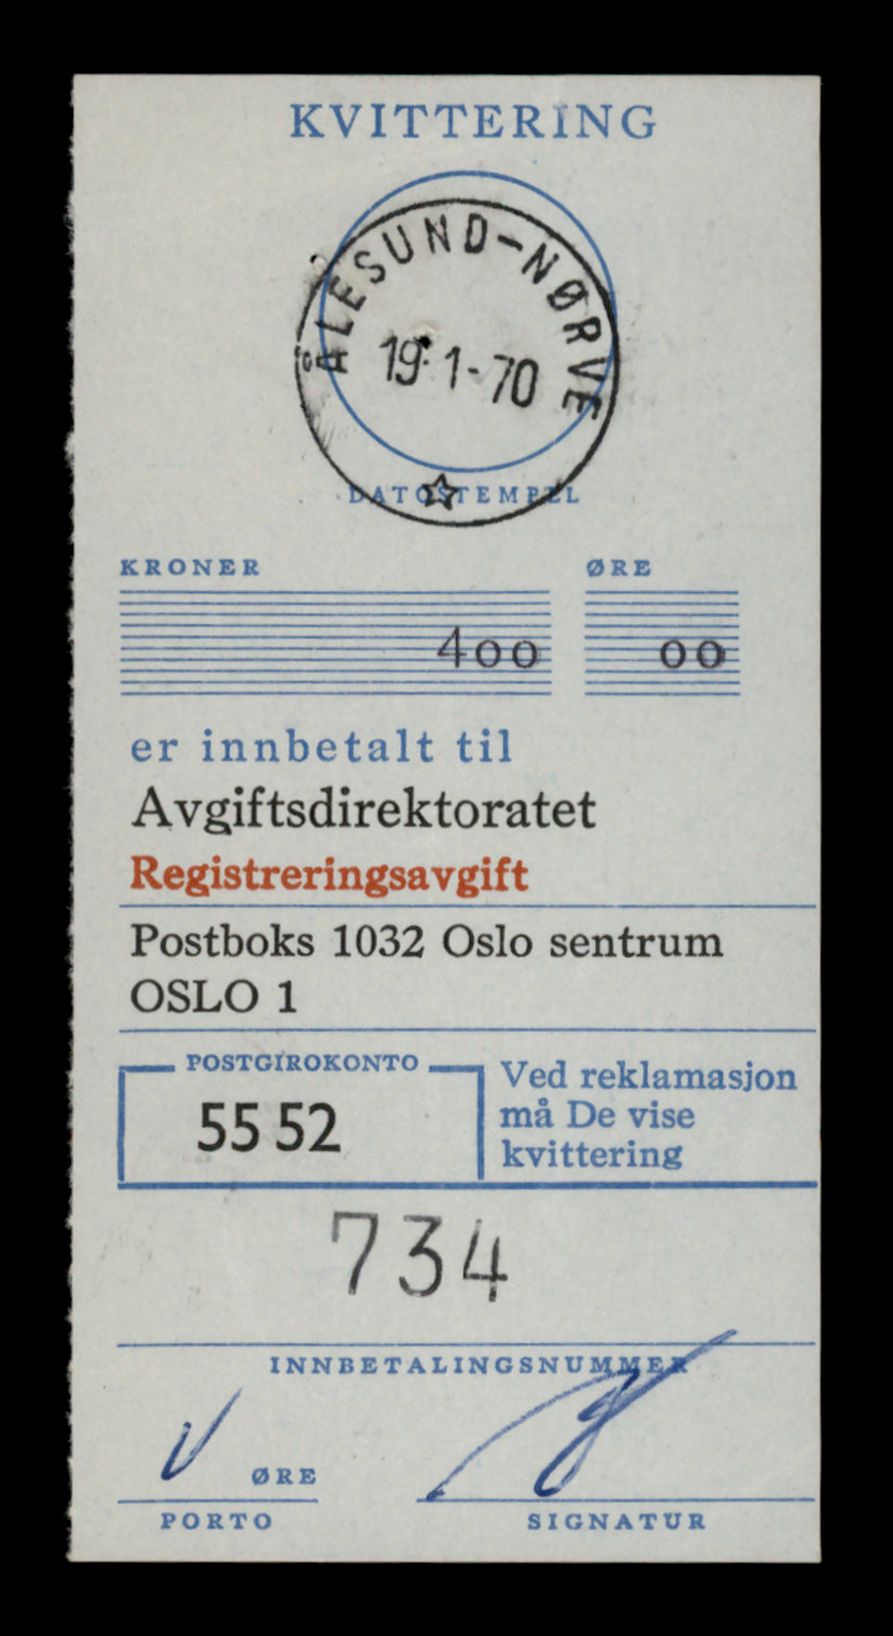 KVITTERING
ÅLESUND-NØRVE
19.1-70
DATOSTEMPEL
KRONER ØRE
400 00
er innbetalt til
Avgiftsdirektoratet
Registreringsavgift
Postboks 1032 Oslo sentrum
OSLO 1
POSTGIROKONTO
55 52
Ved reklamasjon
må De vise
kvittering
734
INNBETALINGSNUMMER
ØRE
PORTO SIGNATUR